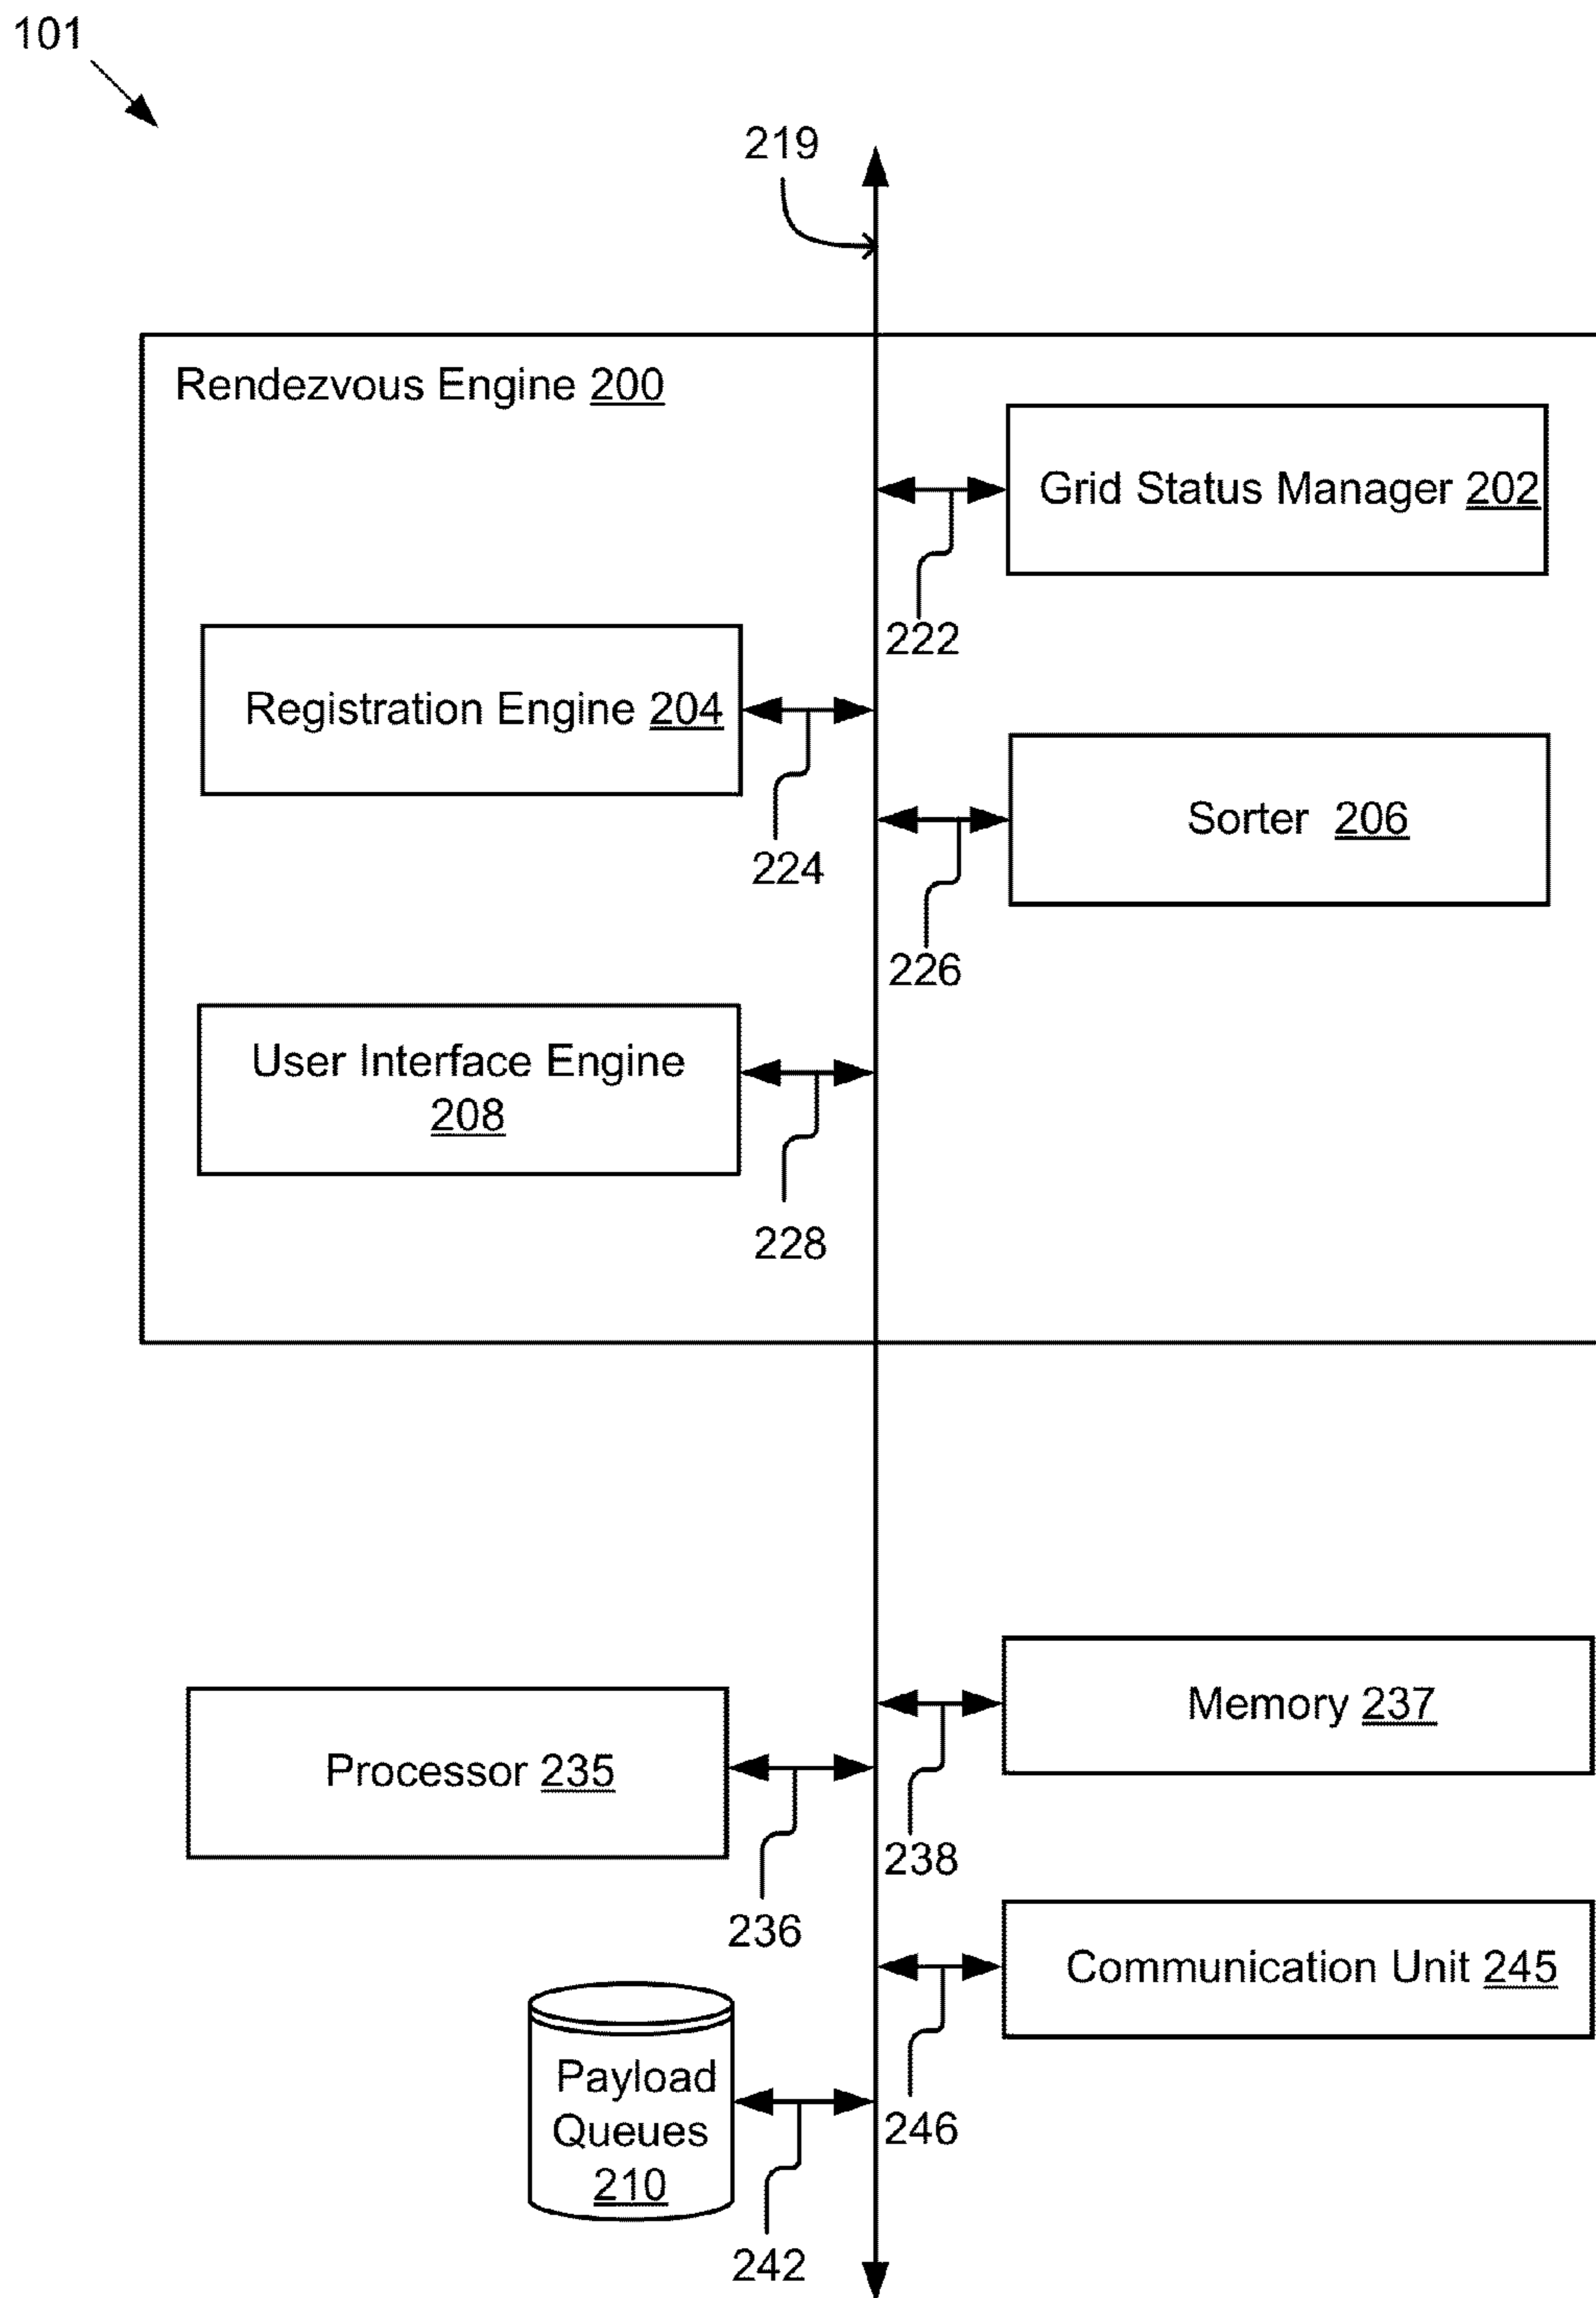 101
219
Rendezvous Engine 200
Grid Status Manager 202
222
Registration Engine 204
224
Sorter 206
226
User Interface Engine
208
228
Memory 237
238
Processor 235
236
Communication Unit 245
246
Payload
Queues
210
242